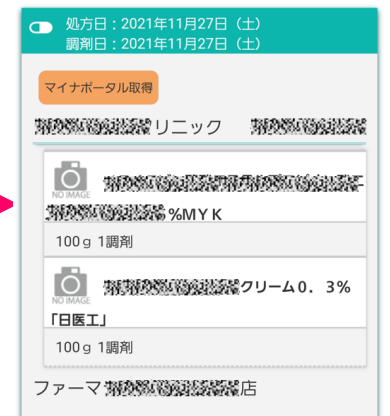 処方日：2021年11月27日（土）
調剤日：2021年11月27日（土）
マイナポータル取得
リニック
NO IMAGE
%MYK
100g 1調剤
NO IMAGE
クリーム0．3%
「日医工」
100g 1調剤
ファーマ 店